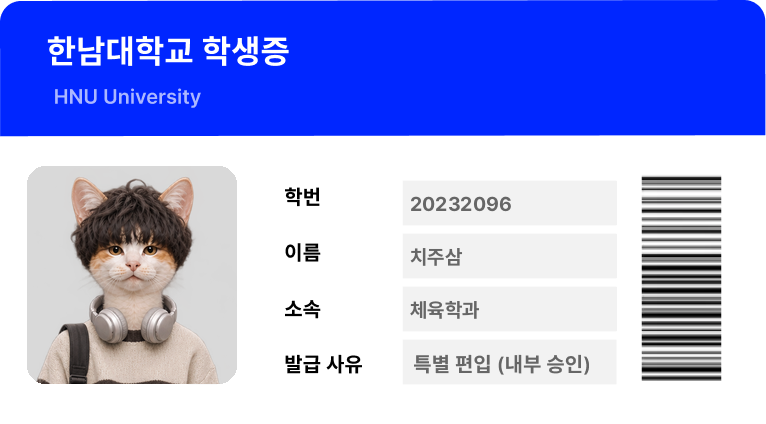 한남대학교 학생증
HNU University
학번 20232096
이름 치주삼
소속 체육학과
발급 사유 특별 편입 (내부 승인)